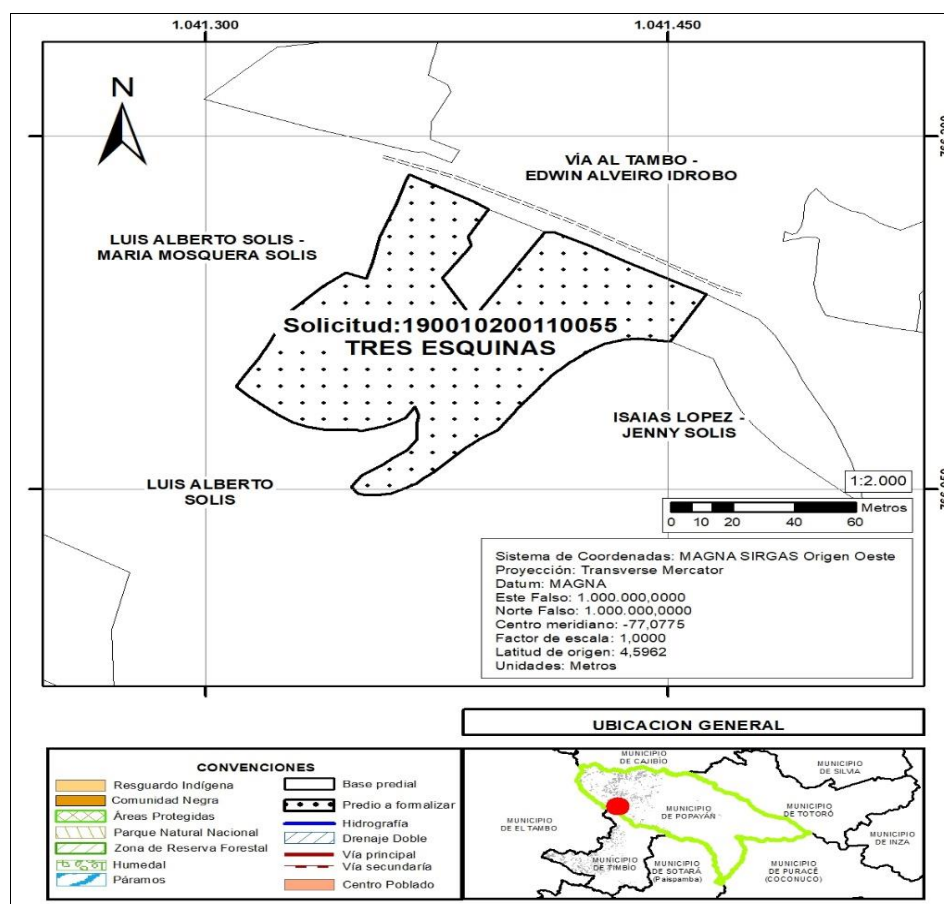 1.041.300
1.041.450
N
VÍA AL TAMBO -
EDWIN ALVEIRO IDROBO
LUIS ALBERTO SOLIS -
MARIA MOSQUERA SOLIS
Solicitud:190010200110055
TRES ESQUINAS
ISAIAS LOPEZ -
JENNY SOLIS
LUIS ALBERTO
SOLIS
766.050
1:2.000
Metros
0 10 20 40 60
Sistema de Coordenadas: MAGNA SIRGAS Origen Oeste
Proyección: Transverse Mercator
Datum: MAGNA
Este Falso: 1.000.000,0000
Norte Falso: 1.000.000,0000
Centro meridiano: -77,0775
Factor de escala: 1,0000
Latitud de origen: 4,5962
Unidades: Metros
CONVENCIONES
Resguardo Indígena
Comunidad Negra
Áreas Protegidas
Parque Natural Nacional
Zona de Reserva Forestal
Humedal
Páramos
Base predial
Predio a formalizar
Hidrografía
Drenaje Doble
Vía principal
Vía secundaría
Centro Poblado
UBICACION GENERAL
MUNICIPIO
DE CAJIBÍO
MUNICIPIO
DE SILVIA
MUNICIPIO
DE EL TAMBO
MUNICIPIO
DE POPAYÁN
MUNICIPIO
DE TOTORÓ
MUNICIPIO
DE INZA
MUNICIPIO
DE TIMBÍO
MUNICIPIO
DE SOTARÁ
(Paispamba)
MUNICIPIO
DE PURACÉ
(COCONUCO)